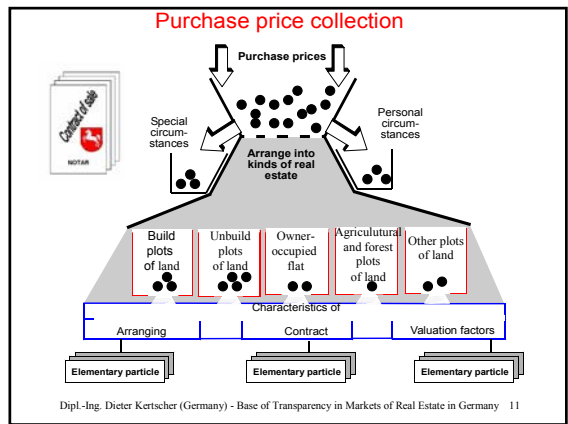 Purchase price collection
Purchase prices
Contract of sale
NOTAR
Special
circum-
stances
Personal
circum-
stances
Arrange into
kinds of real
estate
Build
plots
of land
Unbuild
plots
of land
Owner-
occupied
flat
Agriculutural
and forest
plots
of land
Other plots
of land
Characteristics of
Arranging
Contract
Valuation factors
Elementary particle
Elementary particle
Elementary particle
Dipl.-Ing. Dieter Kertscher (Germany) - Base of Transparency in Markets of Real Estate in Germany 11